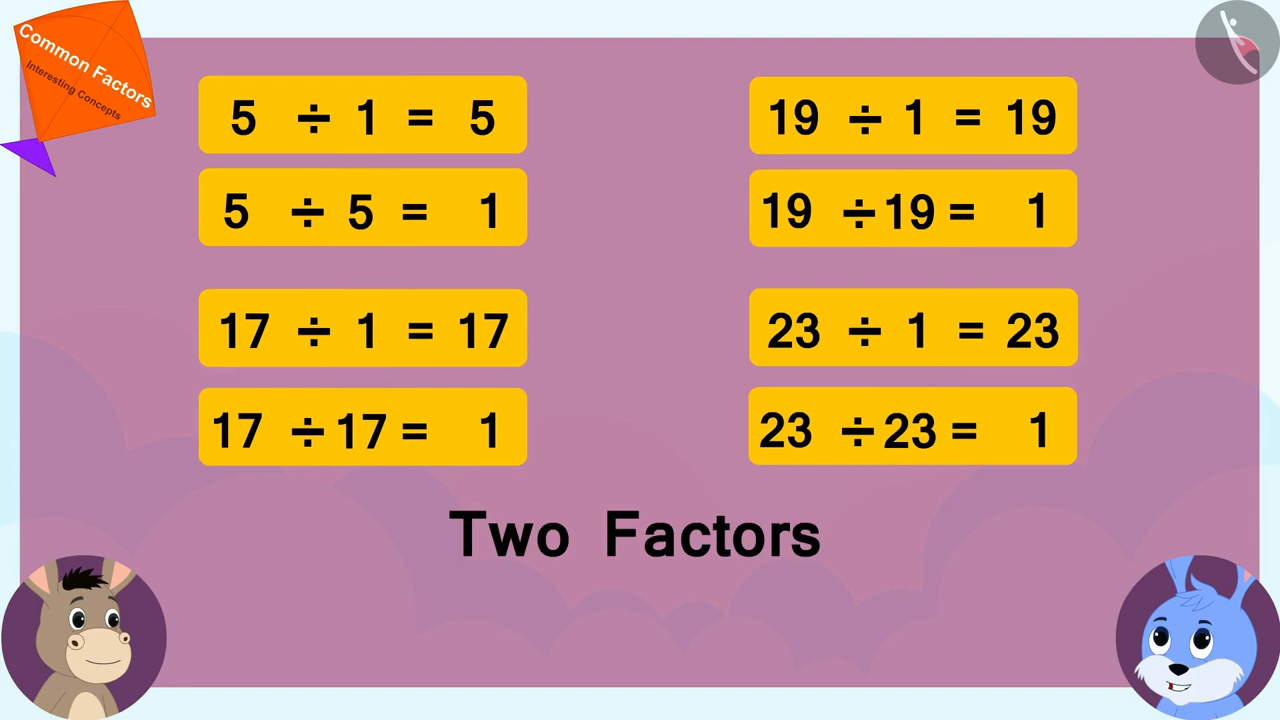 Common Factors
Interesting Concepts
5 ÷ 1 = 5
5 ÷ 5 = 1
19 ÷ 1 = 19
19 ÷ 19 = 1
17 ÷ 1 = 17
17 ÷ 17 = 1
23 ÷ 1 = 23
23 ÷ 23 = 1
Two Factors